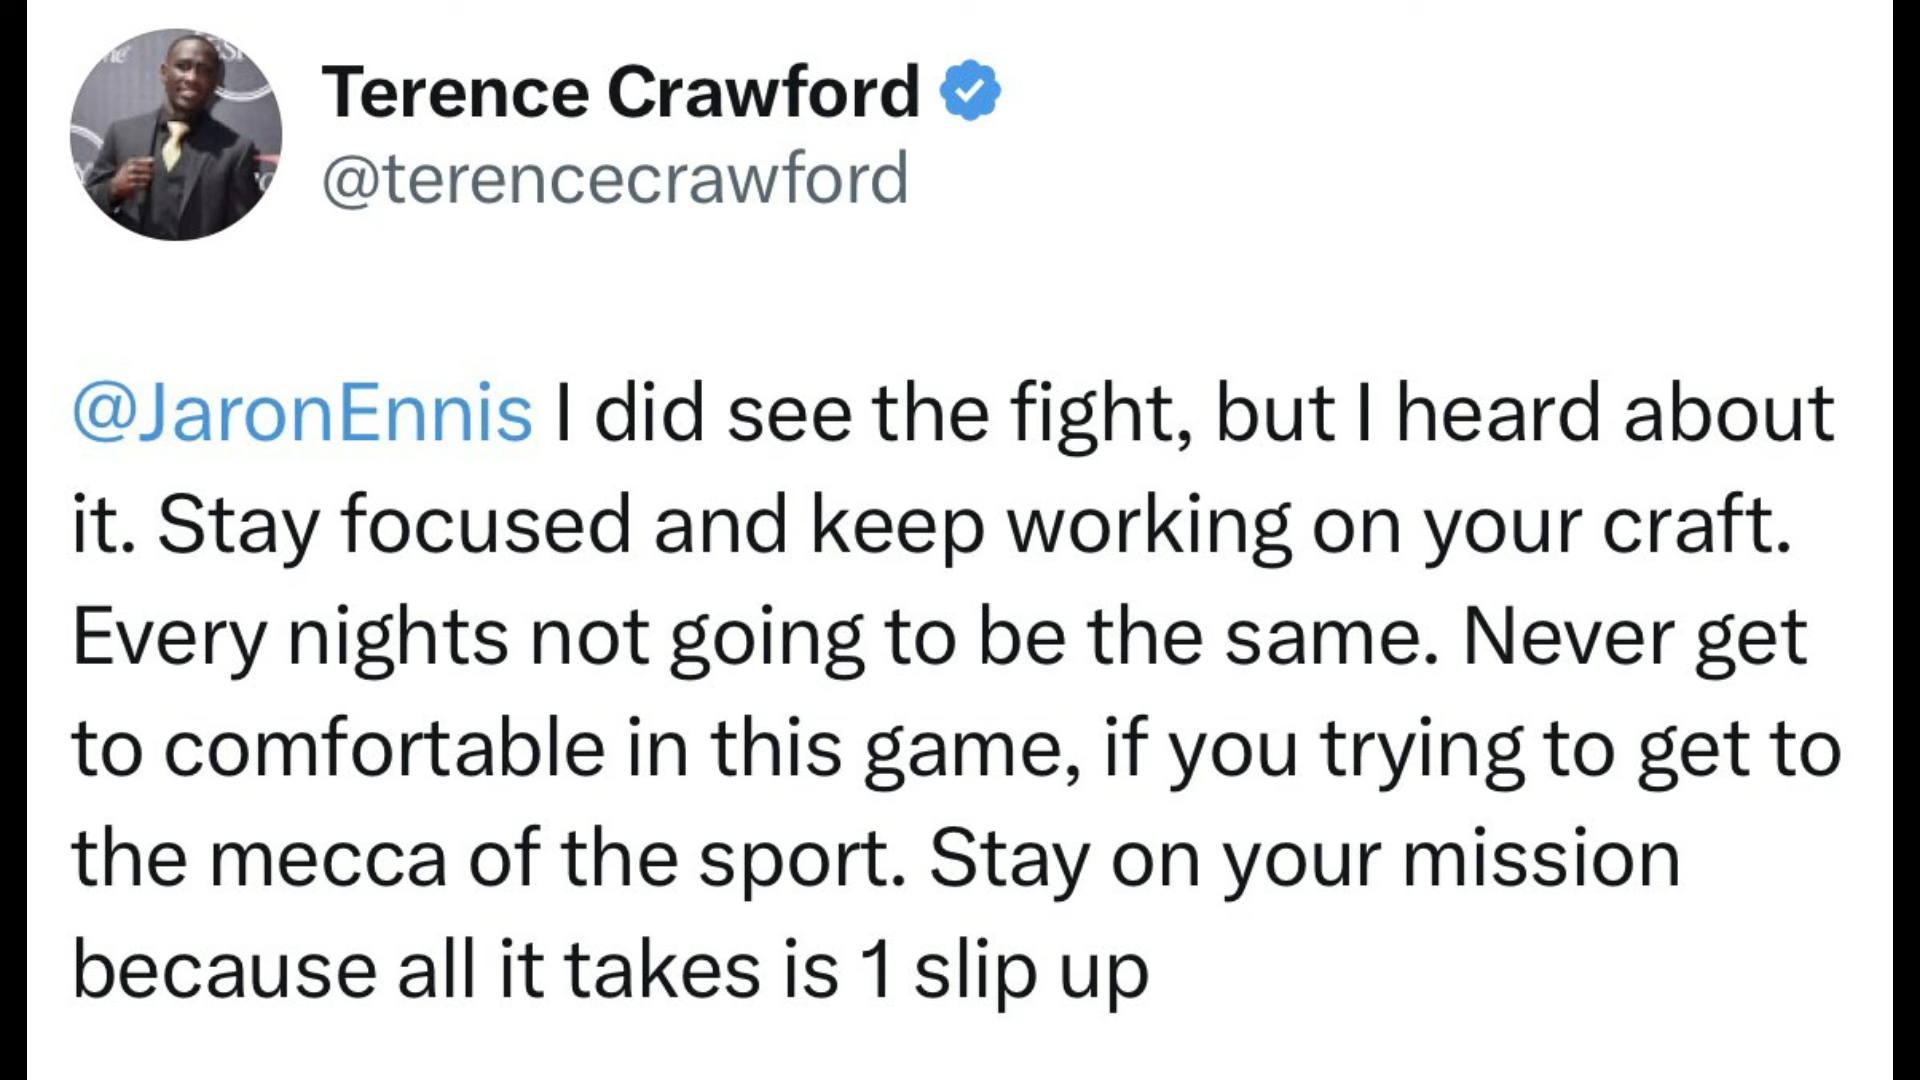 Terence Crawford
@terencecrawford
@JaronEnnis I did see the fight, but I heard about
it. Stay focused and keep working on your craft.
Every nights not going to be the same. Never get
to comfortable in this game, if you trying to get to
the mecca of the sport. Stay on your mission
because all it takes is 1 slip up